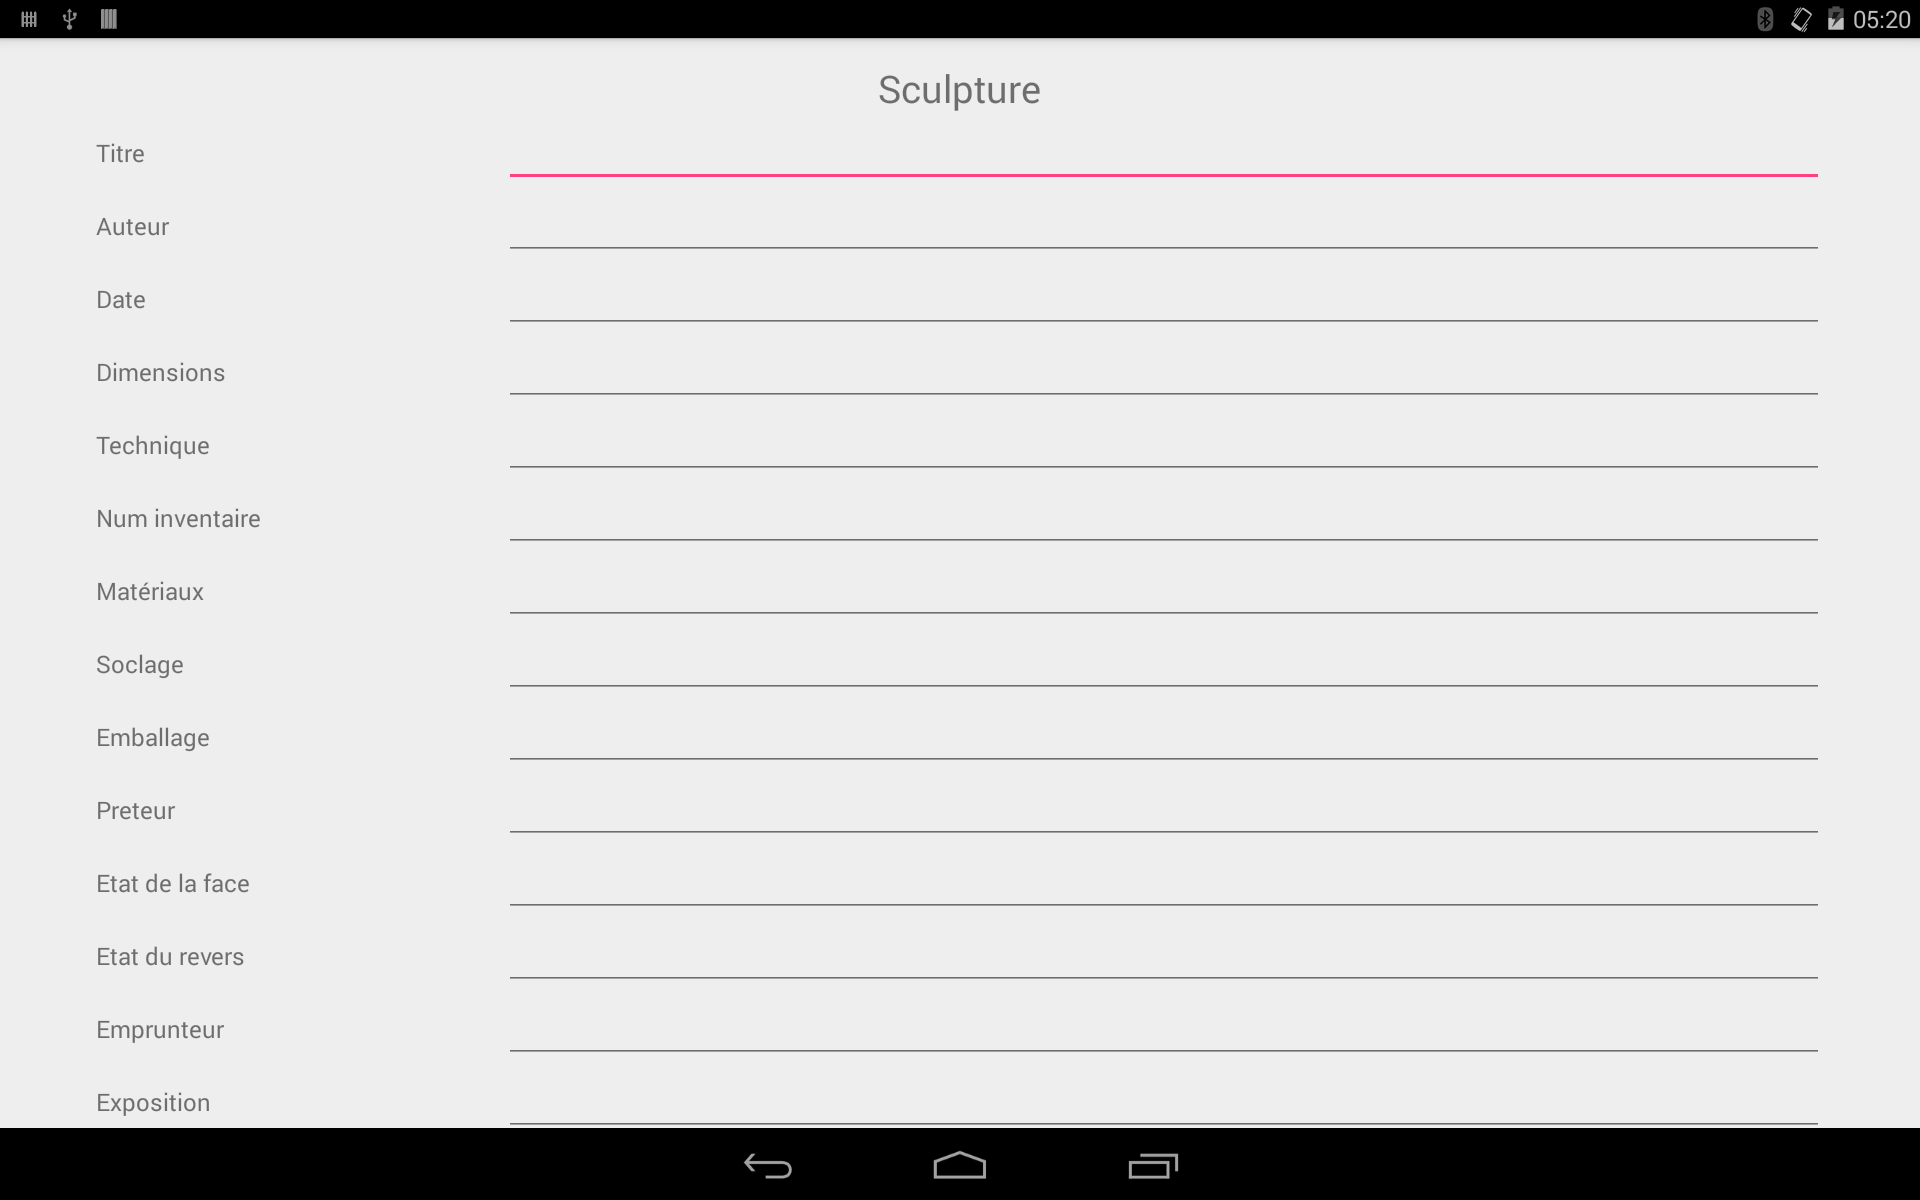 05:20
Sculpture
Titre
Auteur
Date
Dimensions
Technique
Num inventaire
Matériaux
Soclage
Emballage
Preteur
Etat de la face
Etat du revers
Emprunteur
Exposition